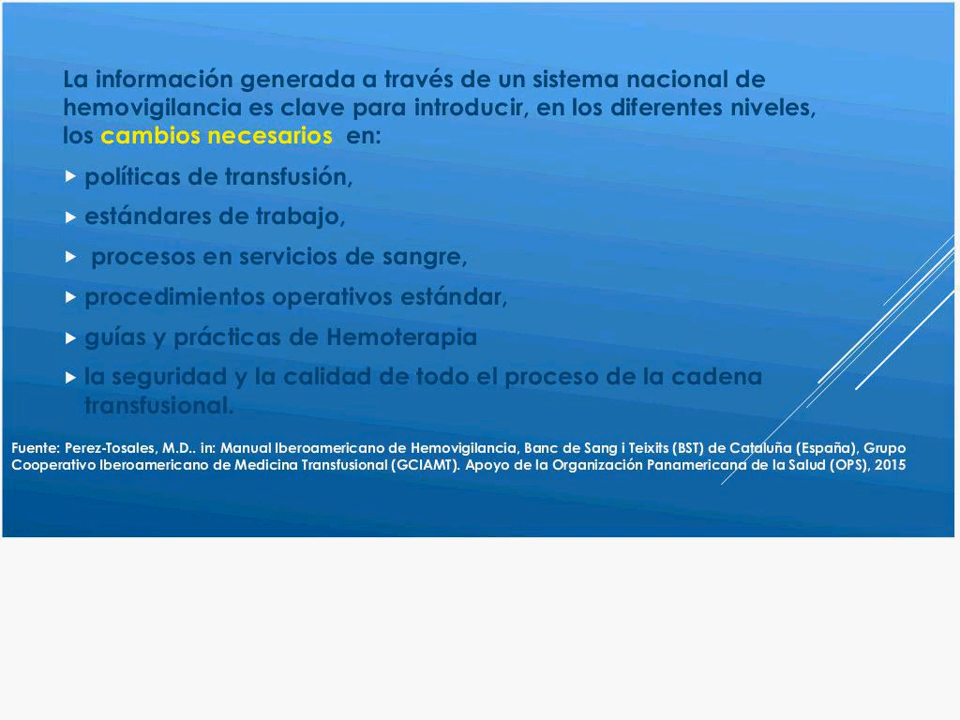 La información generada a través de un sistema nacional de
hemovigilancia es clave para introducir, en los diferentes niveles,
los cambios necesarios en:
políticas de transfusión,
estándares de trabajo,
procesos en servicios de sangre,
procedimientos operativos estándar,
guías y prácticas de Hemoterapia
la seguridad y la calidad de todo el proceso de la cadena
transfusional.
Fuente: Perez-Tosales, M.D.. in: Manual Iberoamericano de Hemovigilancia, Banc de Sang i Teixits (BST) de Cataluña (España), Grupo
Cooperativo Iberoamericano de Medicina Transfusional (GCIAMT). Apoyo de la Organización Panamericana de la Salud (OPS), 2015